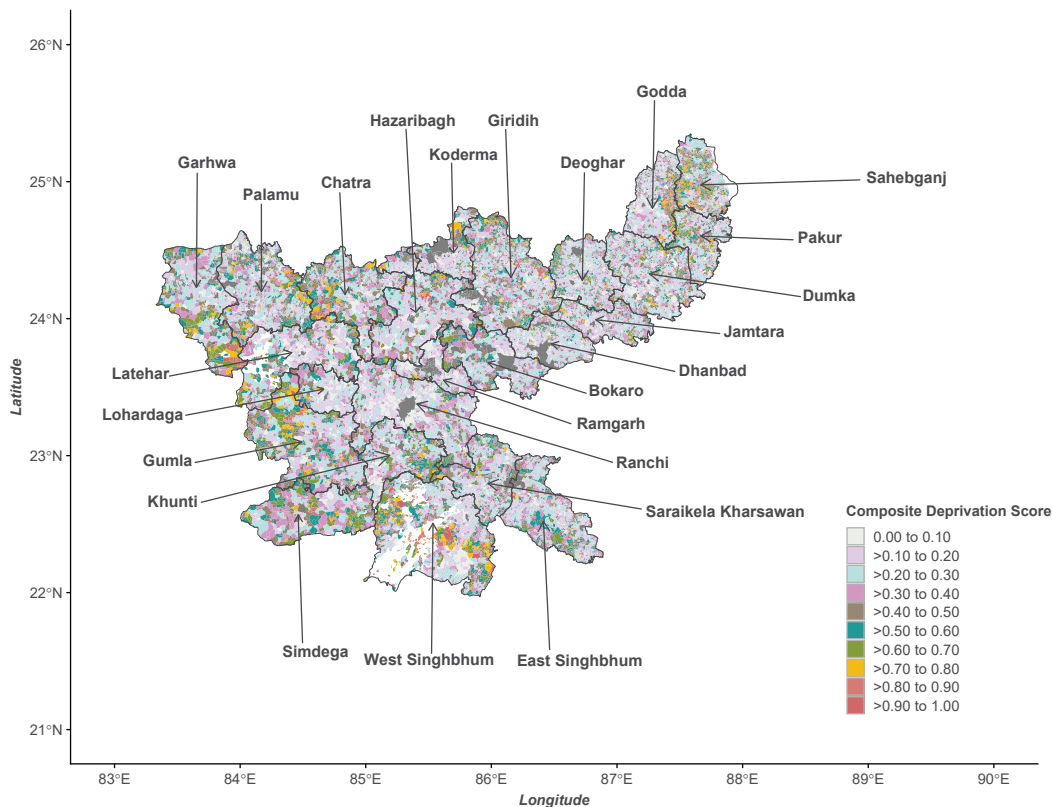 26°N
25°N
24°N
23°N
22°N
21°N
Latitude
83°E
84°E
85°E
86°E
87°E
88°E
89°E
90°E
Longitude
Godda
Hazaribagh
Giridih
Koderma
Deoghar
Garhwa
Chatra
Palamu
Sahebganj
Pakur
Dumka
Jamtara
Dhanbad
Latehar
Bokaro
Lohardaga
Ramgarh
Gumla
Ranchi
Khunti
Saraikela Kharsawan
Simdega
West Singhbhum
East Singhbhum
Composite Deprivation Score
0.00 to 0.10
>0.10 to 0.20
>0.20 to 0.30
>0.30 to 0.40
>0.40 to 0.50
>0.50 to 0.60
>0.60 to 0.70
>0.70 to 0.80
>0.80 to 0.90
>0.90 to 1.00